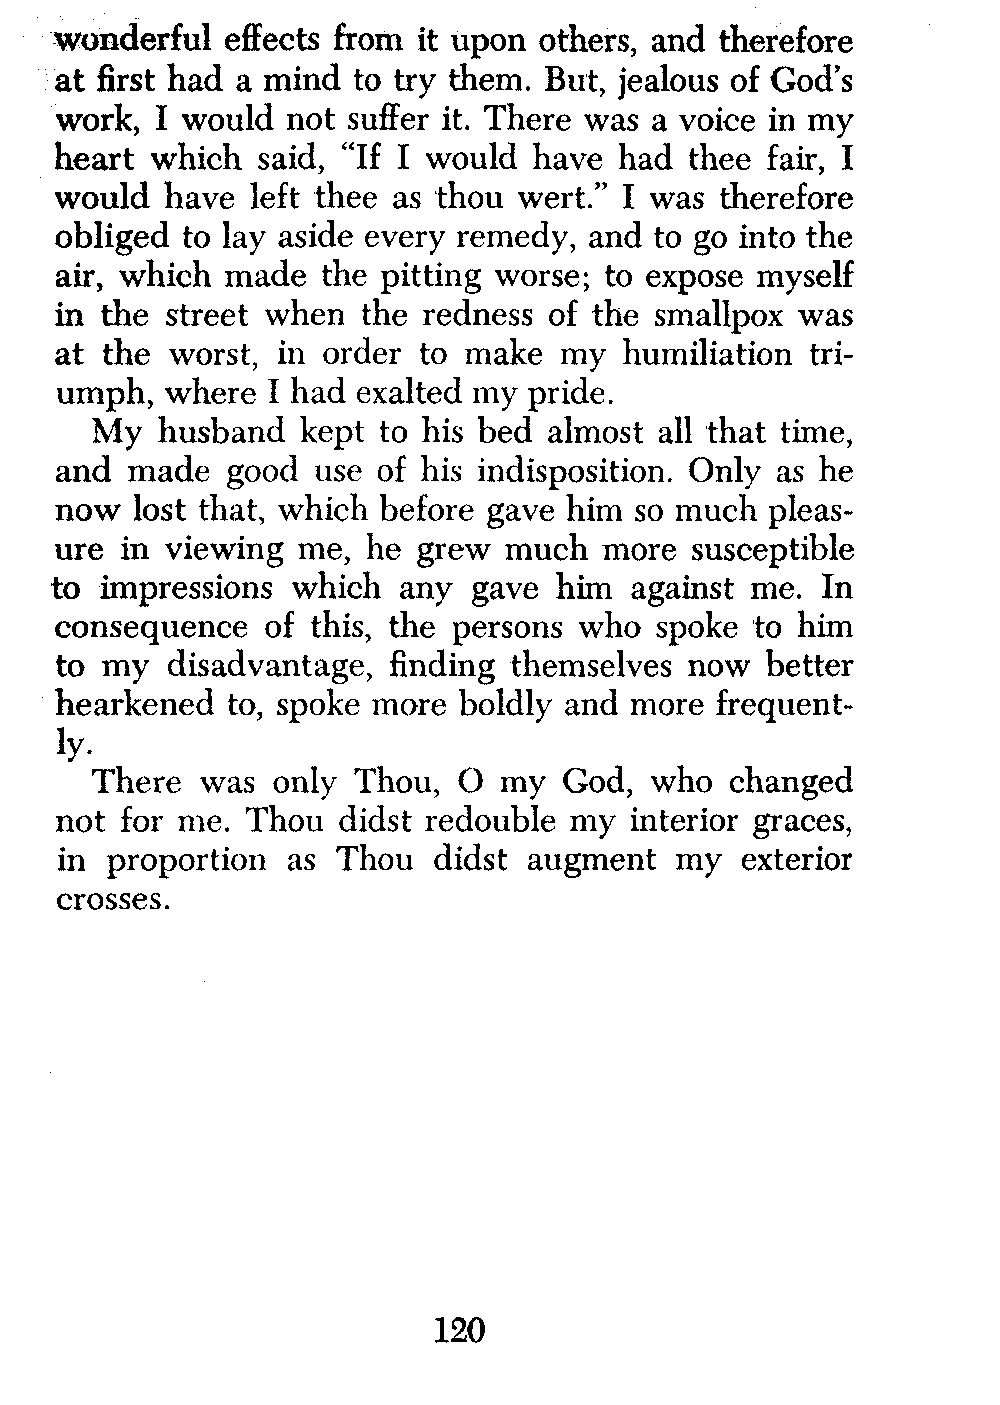 wonderful effects from it upon others, and therefore
at first had a mind to try them. But, jealous of God's
work, I would not suffer it. There was a voice in my
heart which said, “If I would have had thee fair, I
would have left thee as thou wert.” I was therefore
obliged to lay aside every remedy, and to go into the
air, which made the pitting worse; to expose myself
in the street when the redness of the smallpox was
at the worst, in order to make my humiliation tri-
umph, where I had exalted my pride.
My husband kept to his bed almost all that time,
and made good use of his indisposition. Only as he
now lost that, which before gave him so much pleas-
ure in viewing me, he grew much more susceptible
to impressions which any gave him against me. In
consequence of this, the persons who spoke to him
to my disadvantage, finding themselves now better
hearkened to, spoke more boldly and more frequent-
ly.
There was only Thou, O my God, who changed
not for me. Thou didst redouble my interior graces,
in proportion as Thou didst augment my exterior
crosses.
120